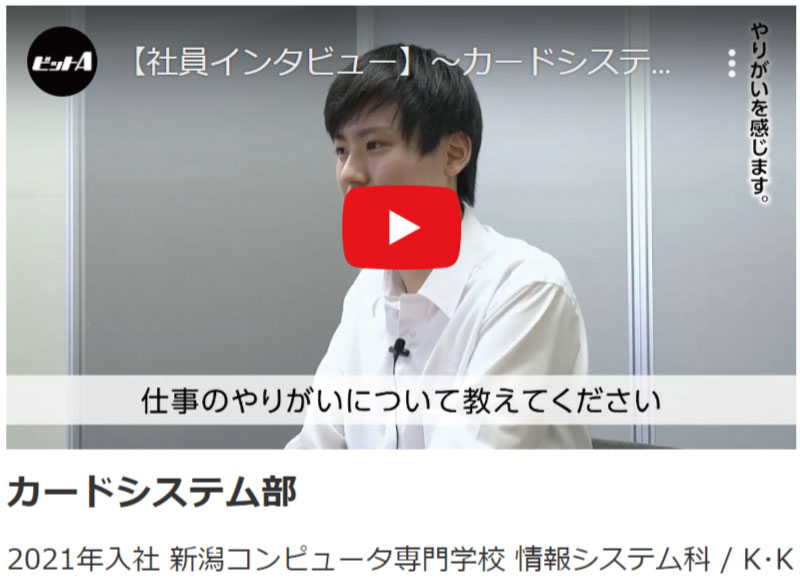 ビットA
【社員インタビュー】～カードシステ...
やりがいを感じます。
仕事のやりがいについて教えてください
カードシステム部
2021年入社 新潟コンピュータ専門学校 情報システム科 / K･K